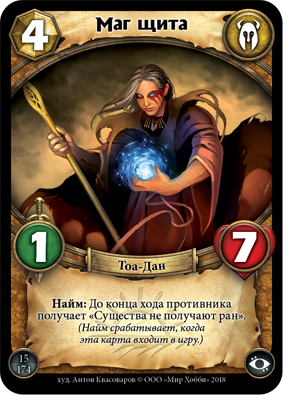 4
Маг щита
1
7
Тоа-Дан
Найм: До конца хода противника
получает «Существа не получают ран».
(Найм срабатывает, когда
эта карта входит в игру.)
15
174
худ. Антон Квасоваров © ООО «Мир Хобби» 2018